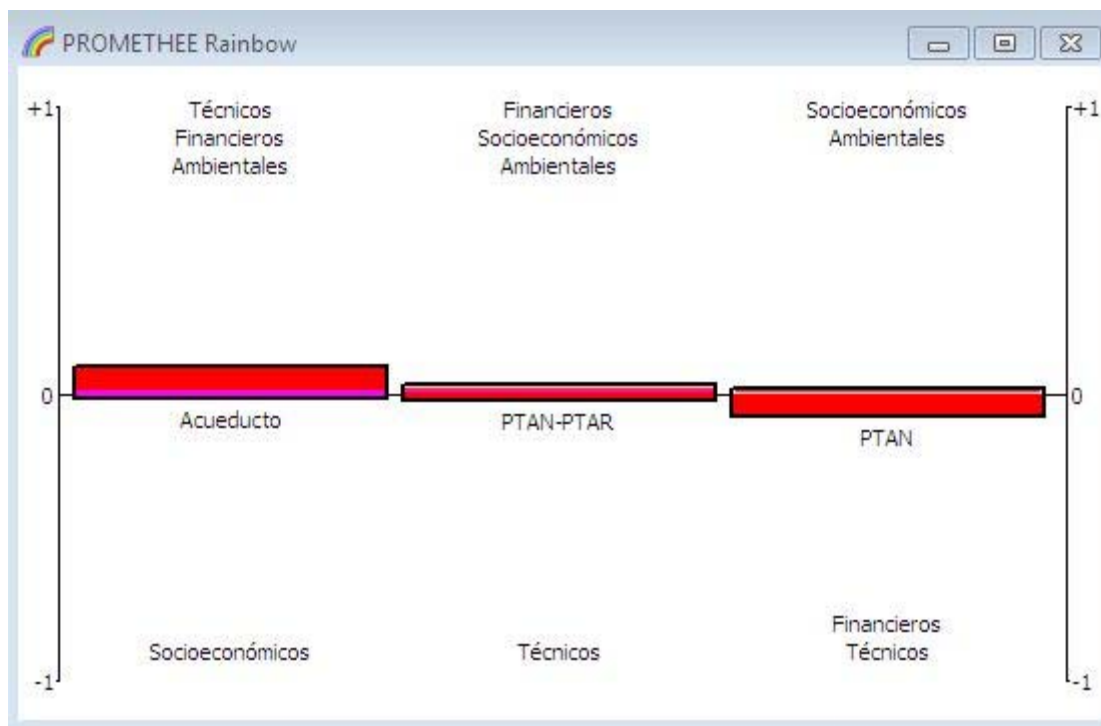 PROMETHEE Rainbow
+1
Técnicos
Financieros
Ambientales
Financieros
Socioeconómicos
Ambientales
Socioeconómicos
Ambientales
+1
0
Acueducto
PTAN-PTAR
PTAN
0
Socioeconómicos
Técnicos
Financieros
Técnicos
-1
-1